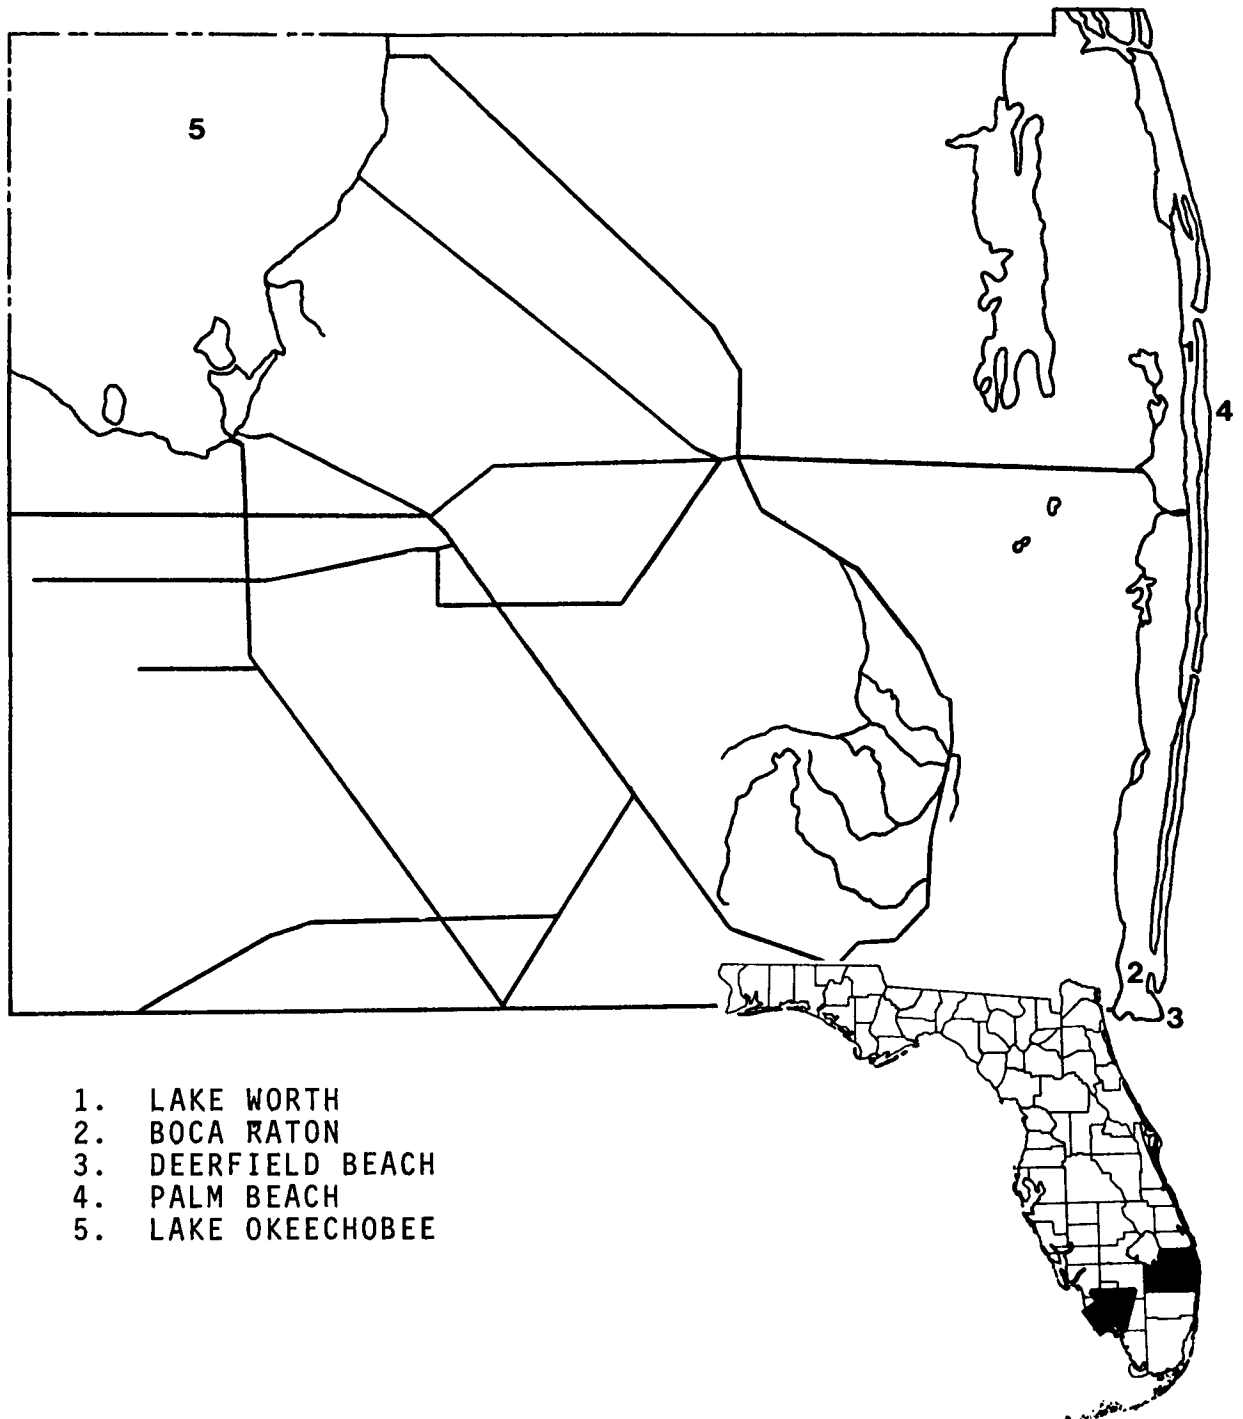 5
1
4
2
3
1. LAKE WORTH
2. BOCA RATON
3. DEERFIELD BEACH
4. PALM BEACH
5. LAKE OKEECHOBEE